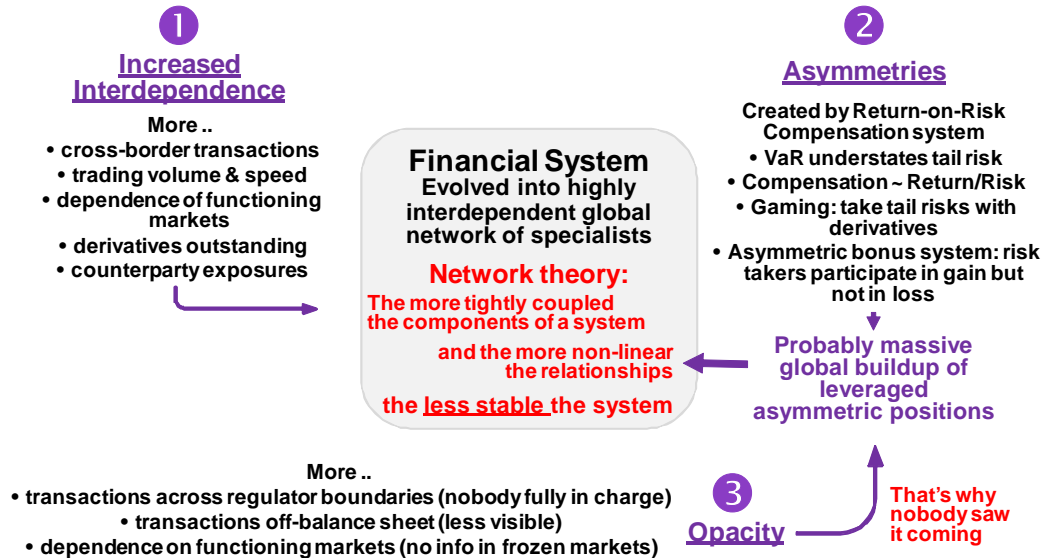 1
Increased
Interdependence
More ..
• cross-border transactions
• trading volume & speed
• dependence of functioning
markets
• derivatives outstanding
• counterparty exposures
Financial System
Evolved into highly
interdependent global
network of specialists
Network theory:
The more tightly coupled
the components of a system
and the more non-linear
the relationships
the less stable the system
2
Asymmetries
Created by Return-on-Risk
Compensation system
• VaR understates tail risk
• Compensation ~ Return/Risk
• Gaming: take tail risks with
derivatives
• Asymmetric bonus system: risk
takers participate in gain but
not in loss
Probably massive
global buildup of
leveraged
asymmetric positions
More ..
• transactions across regulator boundaries (nobody fully in charge)
• transactions off-balance sheet (less visible)
• dependence on functioning markets (no info in frozen markets)
3
Opacity
That's why
nobody saw
it coming